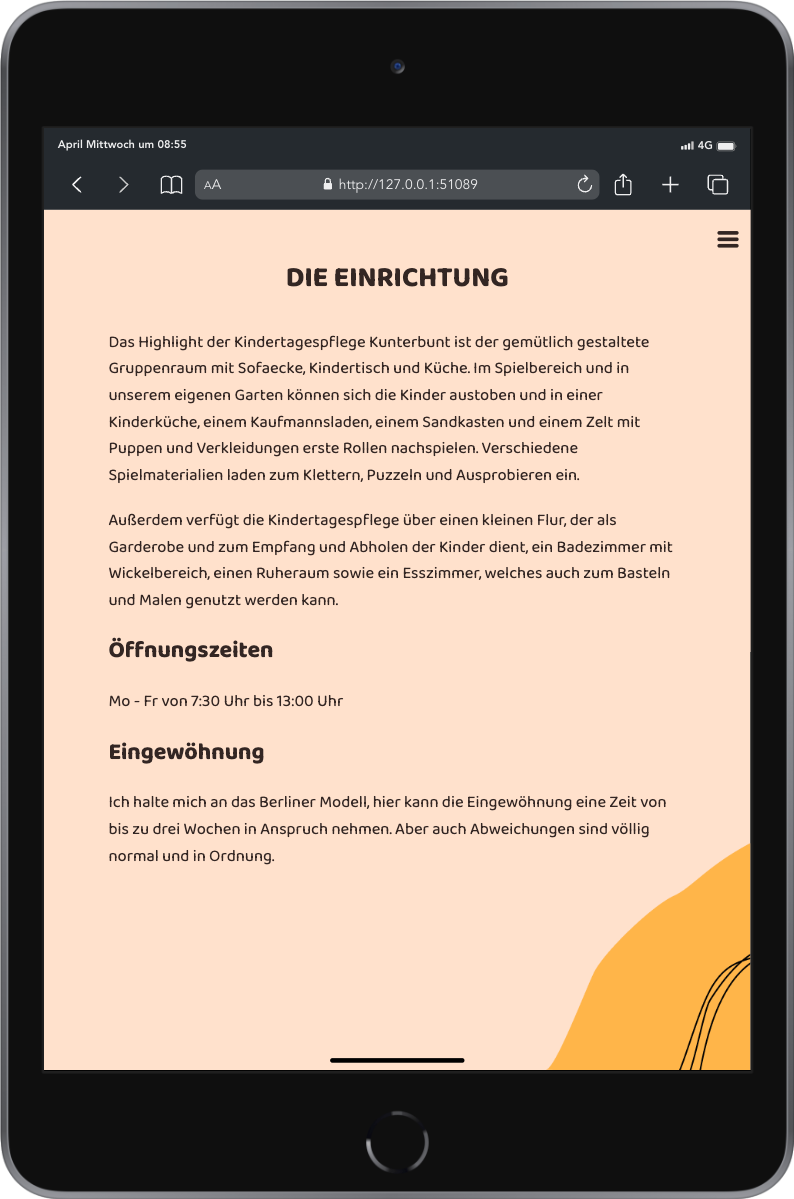 April Mittwoch um 08:55
4G
AA
http://127.0.0.1:51089
DIE EINRICHTUNG
Das Highlight der Kindertagespflege Kunterbunt ist der gemütlich gestaltete
Gruppenraum mit Sofaecke, Kindertisch und Küche. Im Spielbereich und in
unserem eigenen Garten können sich die Kinder austoben und in einer
Kinderküche, einem Kaufmannsladen, einem Sandkasten und einem Zelt mit
Puppen und Verkleidungen erste Rollen nachspielen. Verschiedene
Spielmaterialien laden zum Klettern, Puzzeln und Ausprobieren ein.
Außerdem verfügt die Kindertagespflege über einen kleinen Flur, der als
Garderobe und zum Empfang und Abholen der Kinder dient, ein Badezimmer mit
Wickelbereich, einen Ruheraum sowie ein Esszimmer, welches auch zum Basteln
und Malen genutzt werden kann.
Öffnungszeiten
Mo - Fr von 7:30 Uhr bis 13:00 Uhr
Eingewöhnung
Ich halte mich an das Berliner Modell, hier kann die Eingewöhnung eine Zeit von
bis zu drei Wochen in Anspruch nehmen. Aber auch Abweichungen sind völlig
normal und in Ordnung.